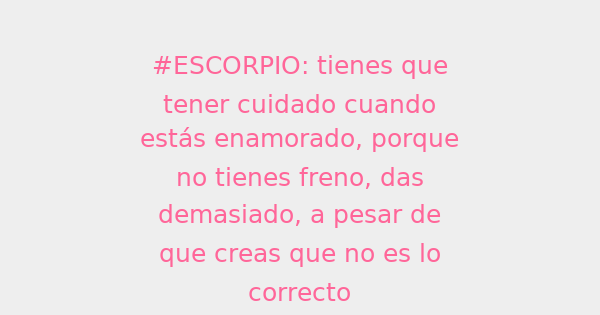 #ESCORPIO: tienes que
tener cuidado cuando
estás enamorado, porque
no tienes freno, das
demasiado, a pesar de
que creas que no es lo
correcto